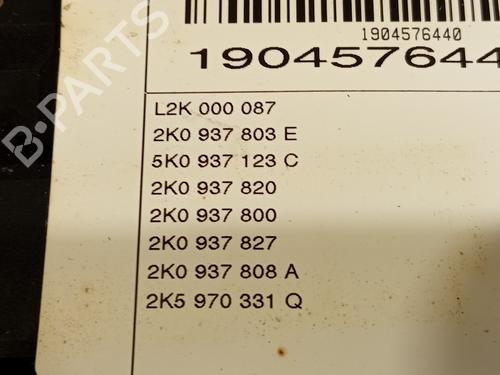 1904576440
190457644
L2K 000 087
2K0 937 803 E
5K0 937 123 C
2K0 937 820
2K0 937 800
2K0 937 827
2K0 937 808 A
2K5 970 331 Q
B-Parts